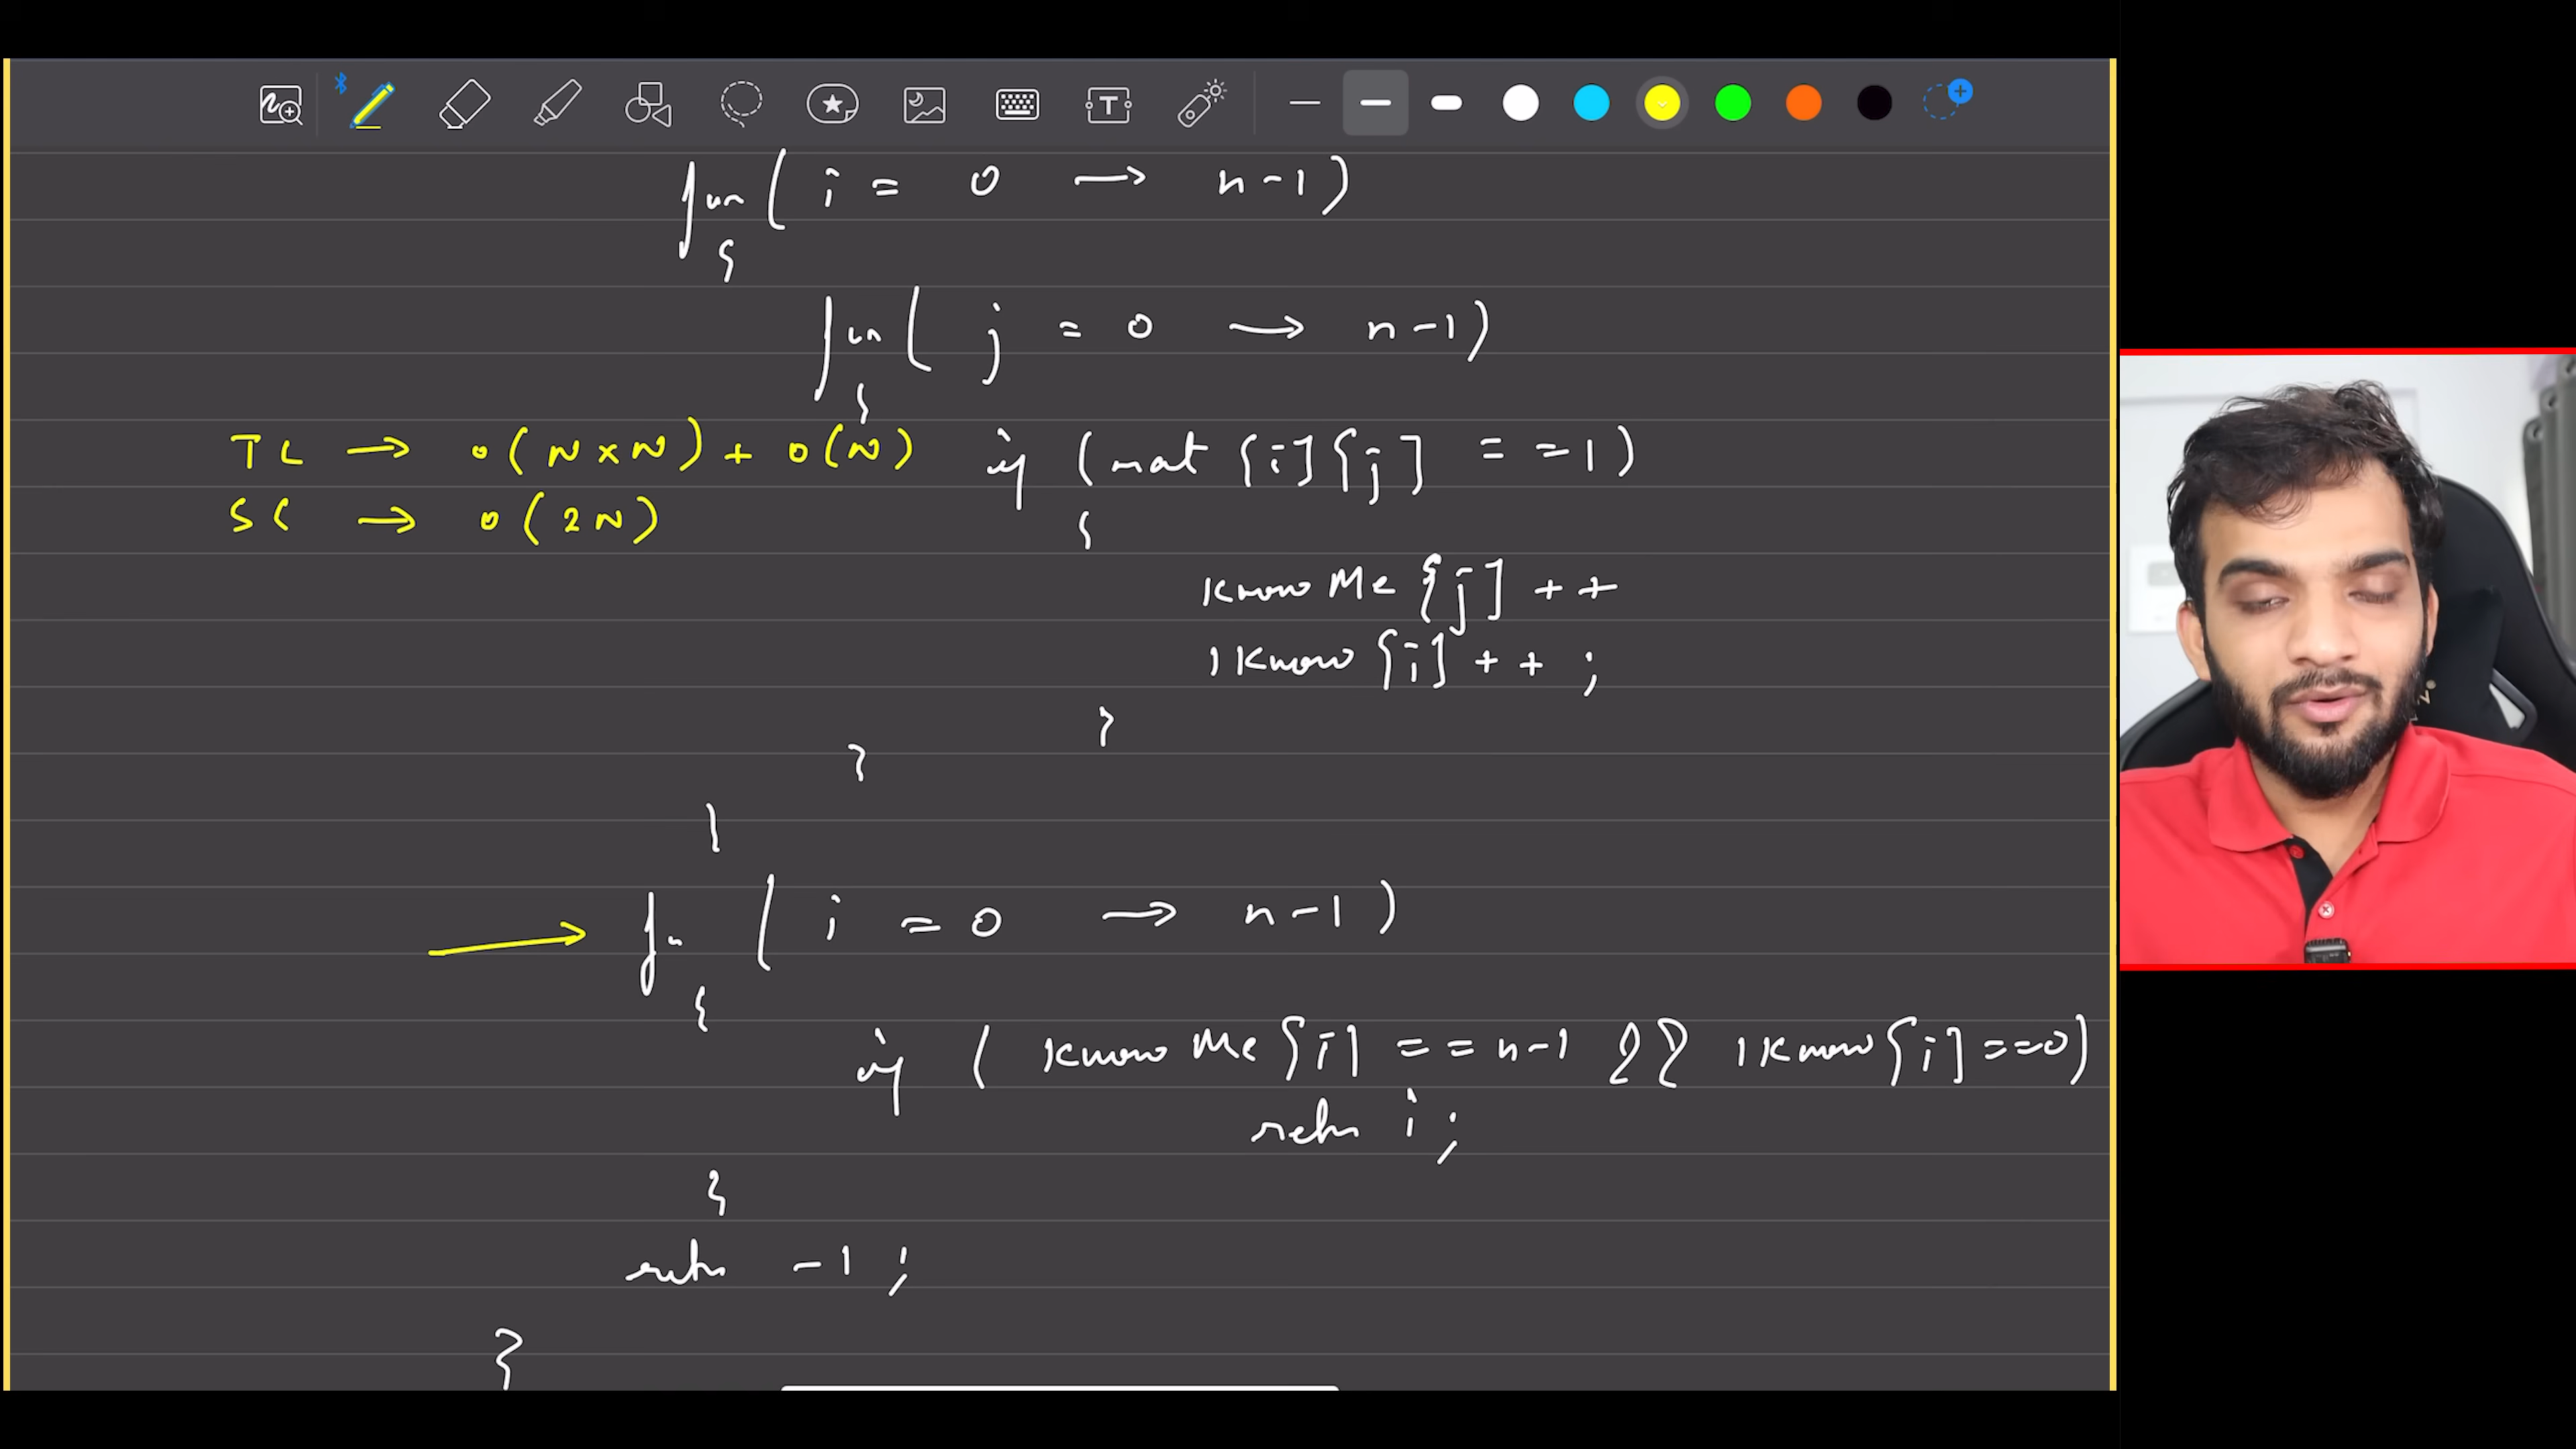 for ( i = 0 → n-1)
{
for ( j = 0 → n-1)
{
TC → O(N×N) + O(N) if (mat [i][j] == 1)
SC → O(2N)
{
KnowMe [j] ++
IKnow [i] ++ ;
}
}
}
→ for ( i = 0 → n-1 )
{
if ( KnowMe [i] == n-1 && IKnow [i] == 0)
return i ;
}
return -1 ;
}